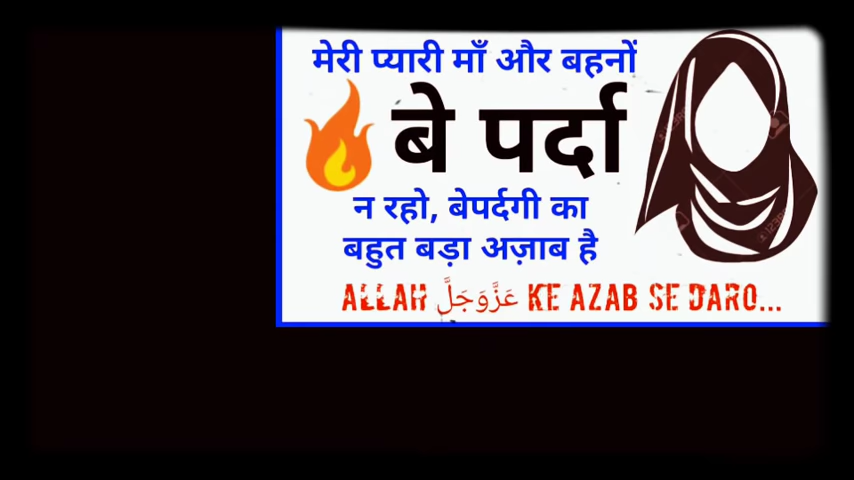 मेरी प्यारी माँ और बहनों
बे पर्दा
न रहो, बेपर्दगी का
बहुत बड़ा अज़ाब है
ALLAH عَزَّوَجَلَّ KE AZAB SE DARO...